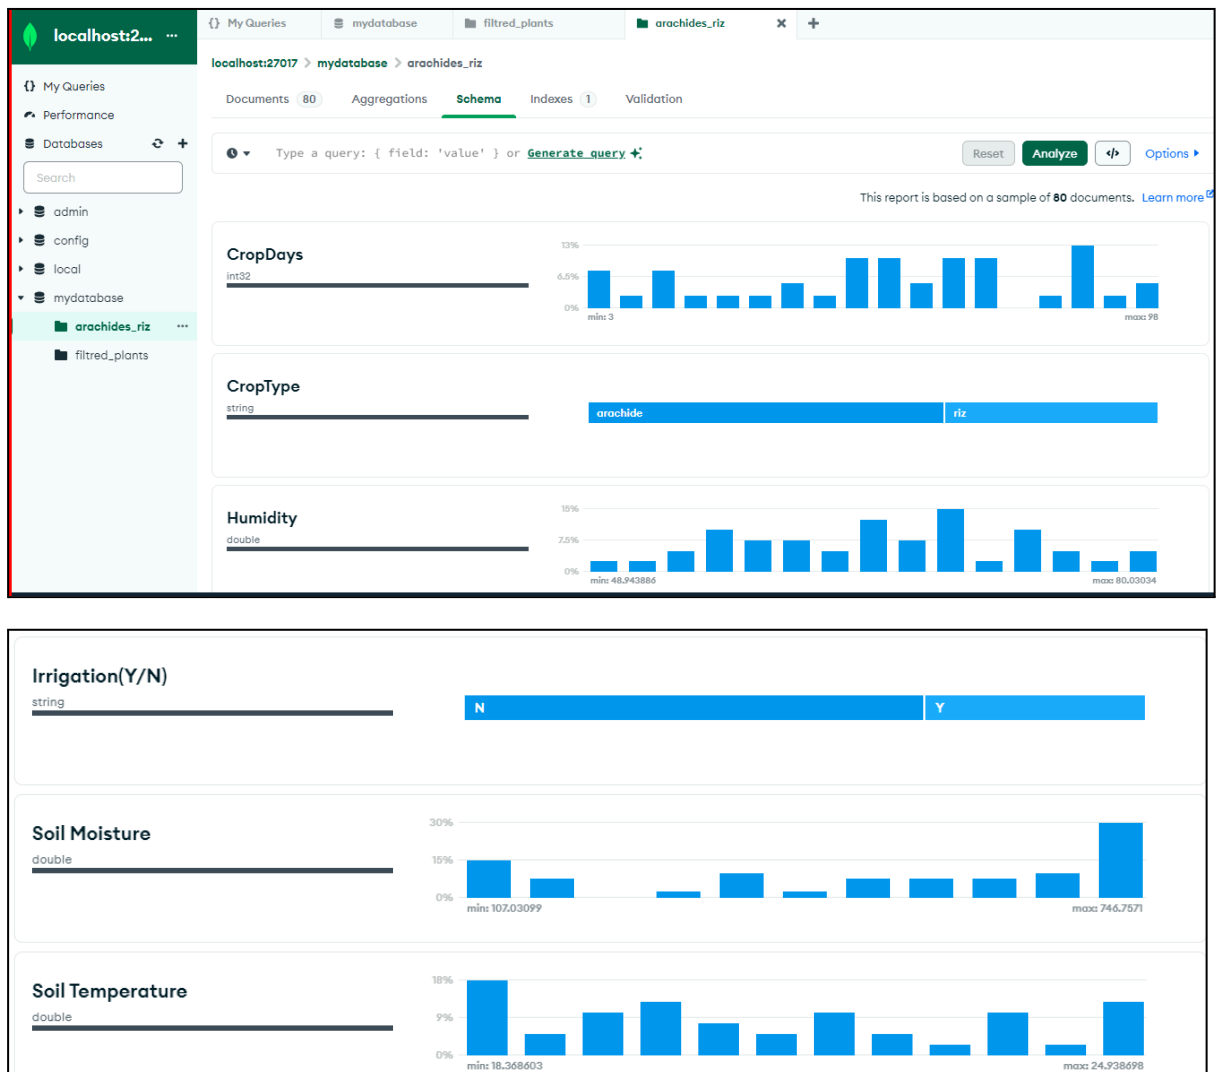 {} My Queries mydatabase filtred_plants arachides_riz × +
localhost:2... ...
localhost:27017 > mydatabase > arachides_riz
{} My Queries
Documents 80 Aggregations Schema Indexes 1 Validation
Performance
Databases +
Type a query: { field: 'value' } or Generate query Reset Analyze </> Options
Search
This report is based on a sample of 80 documents. Learn more
admin
config
local
mydatabase
arachides_riz ...
filtred_plants
CropDays
int32
13%
6.5%
0%
min: 3 max: 98
CropType
string
arachide riz
Humidity
double
15%
7.5%
0%
min: 48.943886 max: 80.03034
Irrigation(Y/N)
string
N Y
Soil Moisture
double
30%
15%
0%
min: 107.03099 max: 746.7571
Soil Temperature
double
18%
9%
0%
min: 18.368603 max: 24.938698